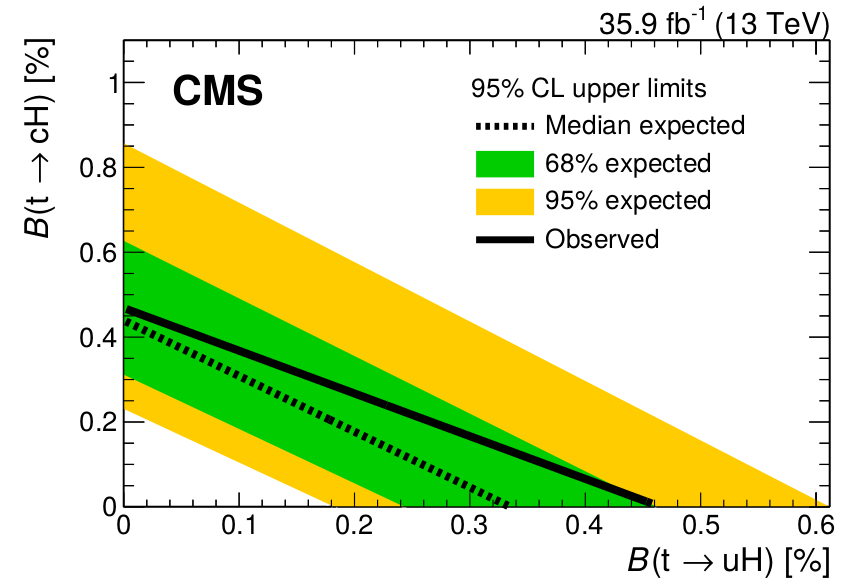 35.9 fb⁻¹ (13 TeV)
B(t → cH) [%]
CMS
95% CL upper limits
Median expected
68% expected
95% expected
Observed
1
0.8
0.6
0.4
0.2
0
0 0.1 0.2 0.3 0.4 0.5 0.6
B(t → uH) [%]